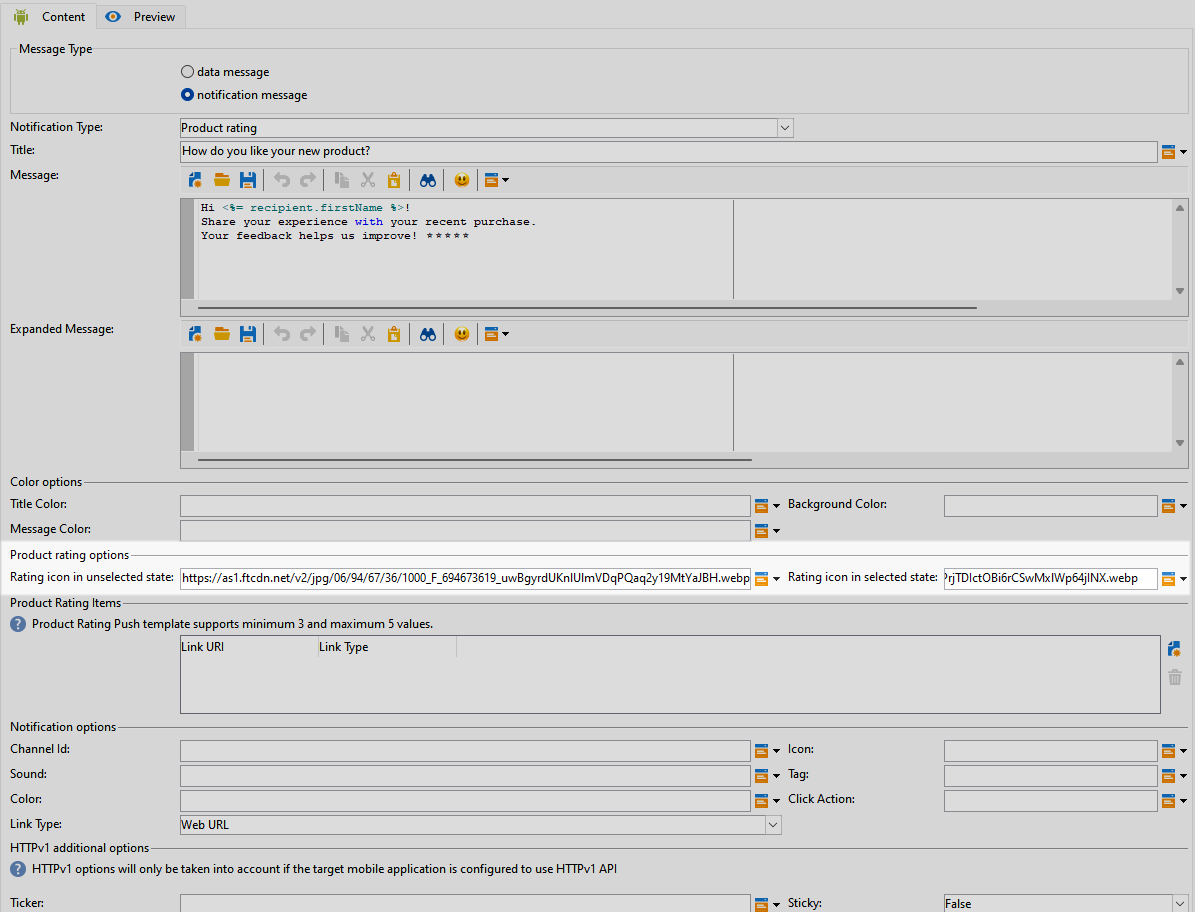 Content Preview
Message Type
data message
notification message
Notification Type: Product rating
Title: How do you like your new product?
Message:
Hi <%= recipient.firstName %>!
Share your experience with your recent purchase.
Your feedback helps us improve! *****
Expanded Message:
Color options
Title Color: Background Color:
Message Color:
Product rating options
Rating icon in unselected state: https://as1.ftcdn.net/v2/jpg/06/94/67/36/1000_F_694673619_uwBgyrdUKnIUImVDqPQaq2y19MtYaJBH.webp Rating icon in selected state: PrjTDIctOBi6rCSwMxIWp64jINX.webp
Product Rating Items
Product Rating Push template supports minimum 3 and maximum 5 values.
Link URI Link Type
Notification options
Channel Id: Icon:
Sound: Tag:
Color: Click Action:
Link Type: Web URL
HTTPv1 additional options
HTTPv1 options will only be taken into account if the target mobile application is configured to use HTTPv1 API
Ticker: Sticky: False